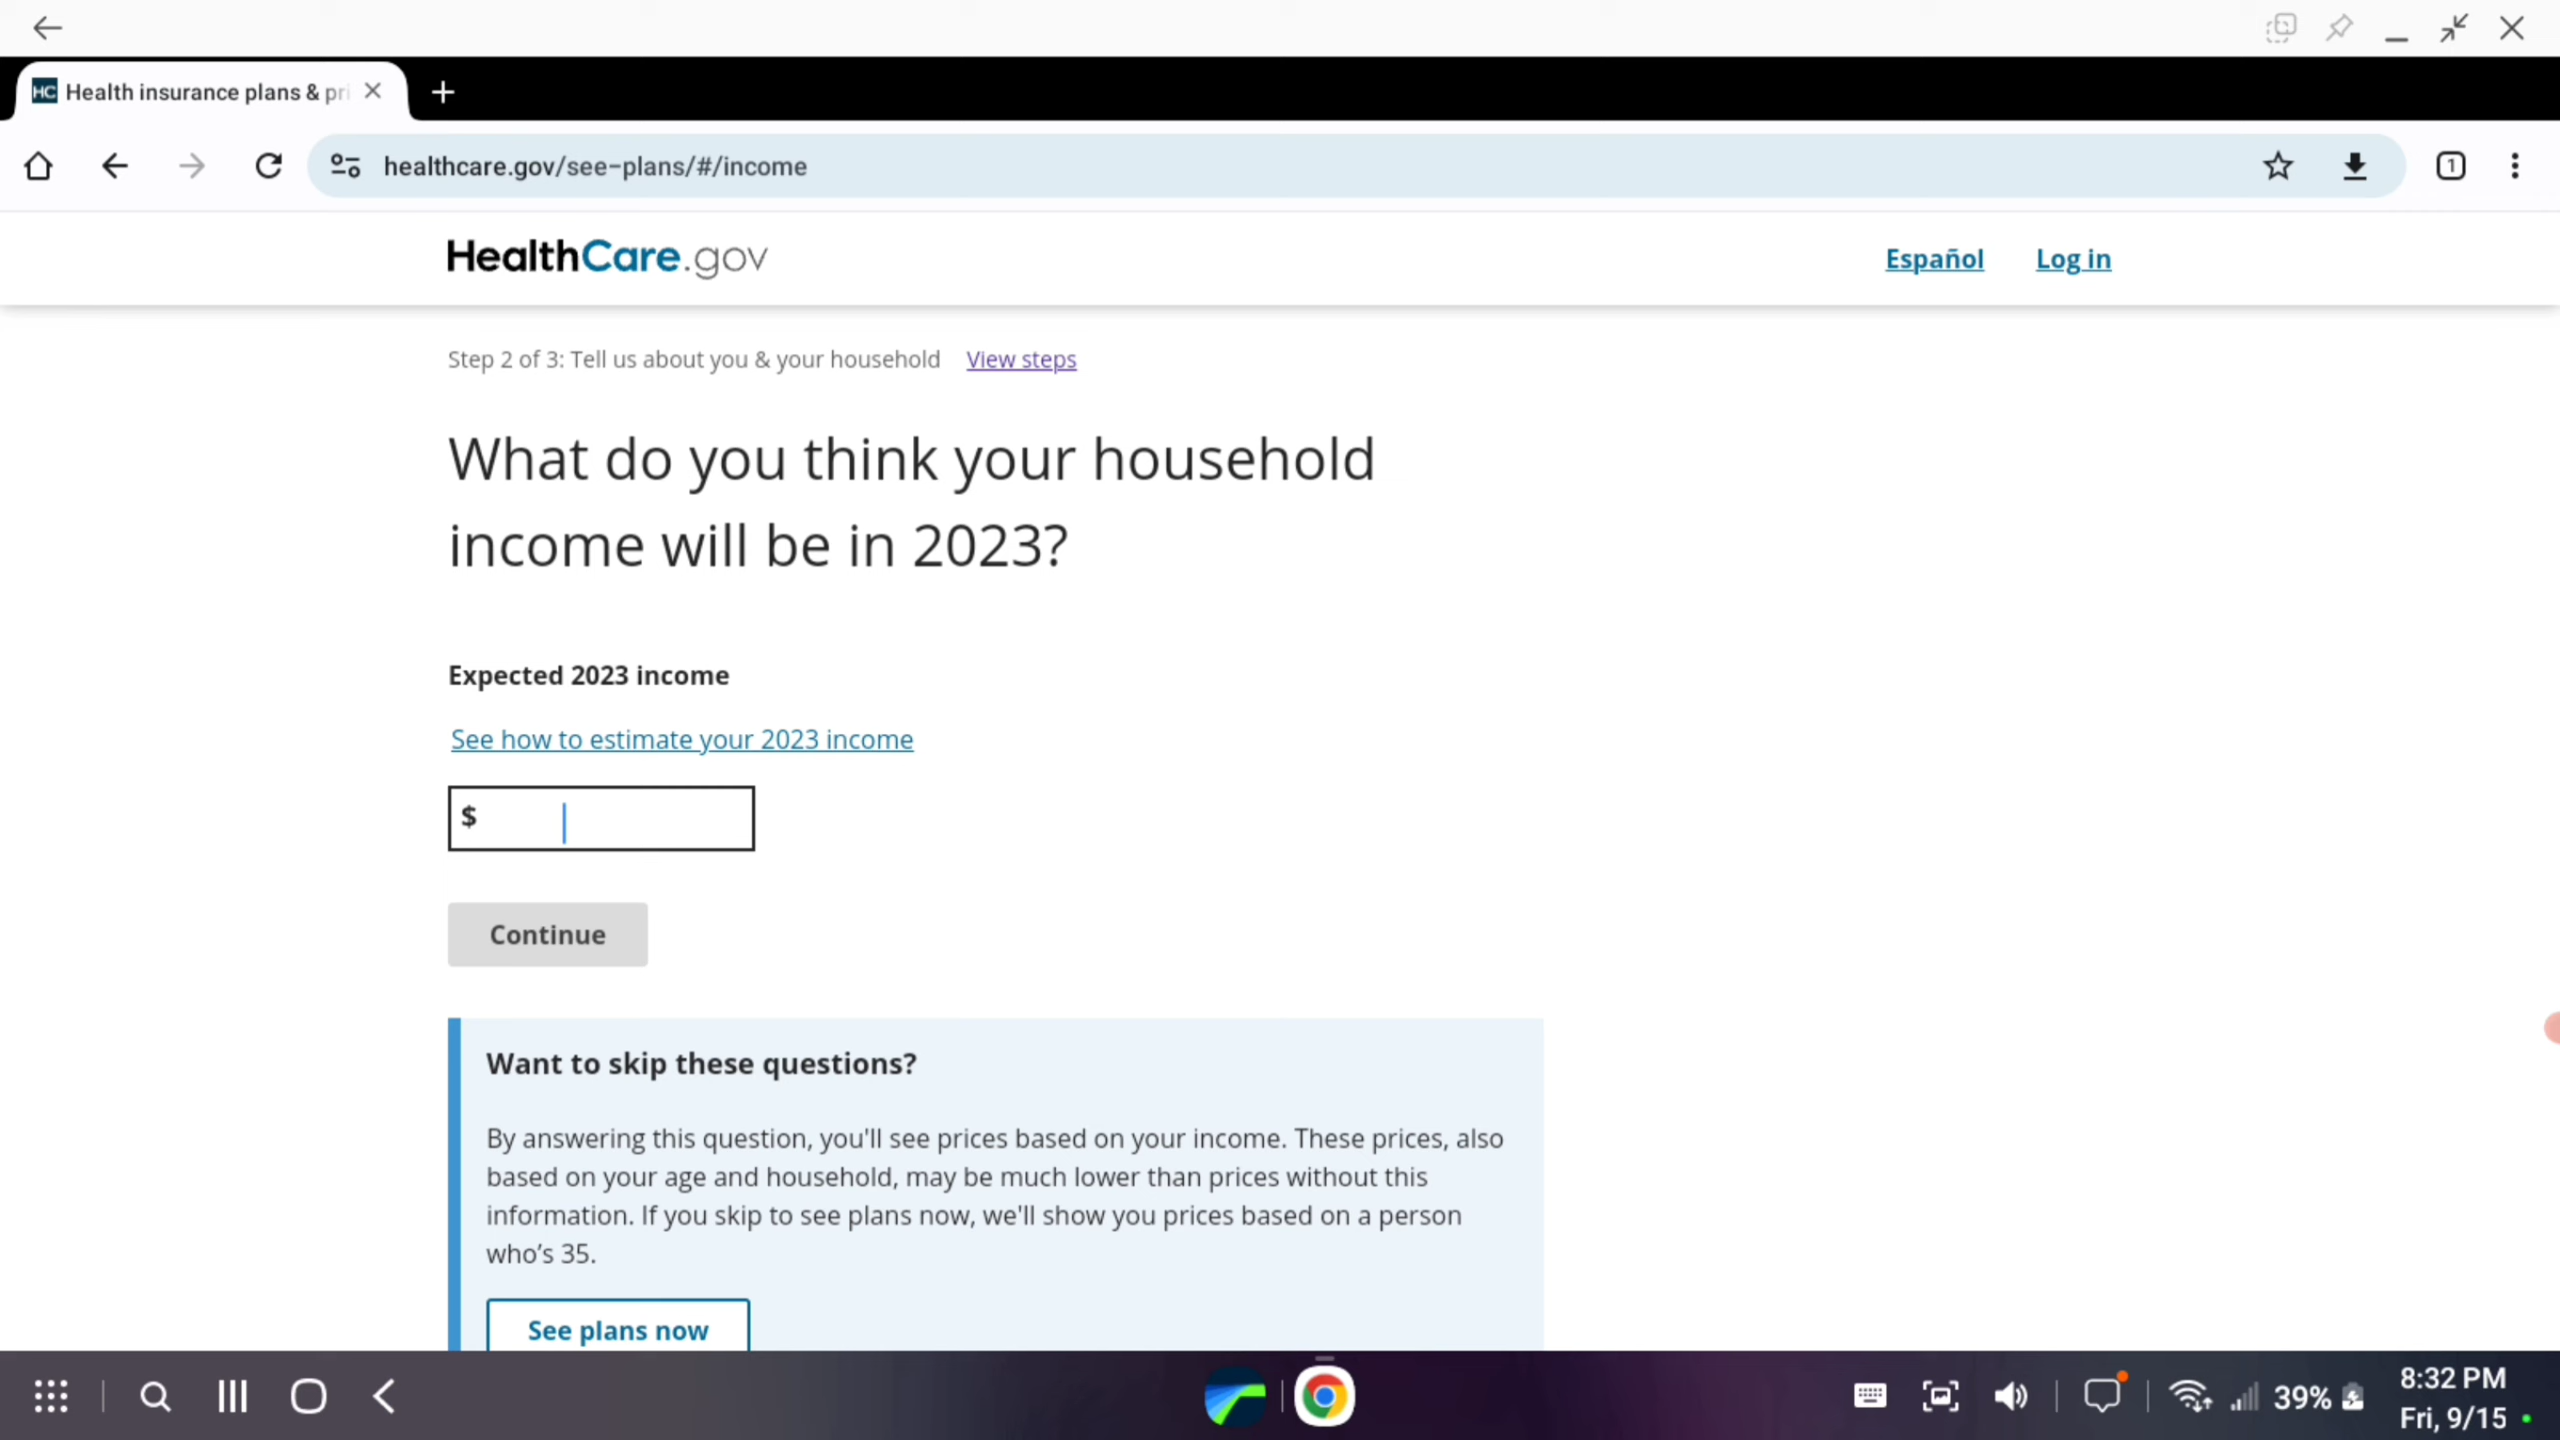 HC Health insurance plans & pri
healthcare.gov/see-plans/#/income
1
HealthCare.gov
Español
Log in
Step 2 of 3: Tell us about you & your household
View steps
What do you think your household
income will be in 2023?
Expected 2023 income
See how to estimate your 2023 income
$
Continue
Want to skip these questions?
By answering this question, you'll see prices based on your income. These prices, also
based on your age and household, may be much lower than prices without this
information. If you skip to see plans now, we'll show you prices based on a person
who’s 35.
See plans now
39%
8:32 PM
Fri, 9/15